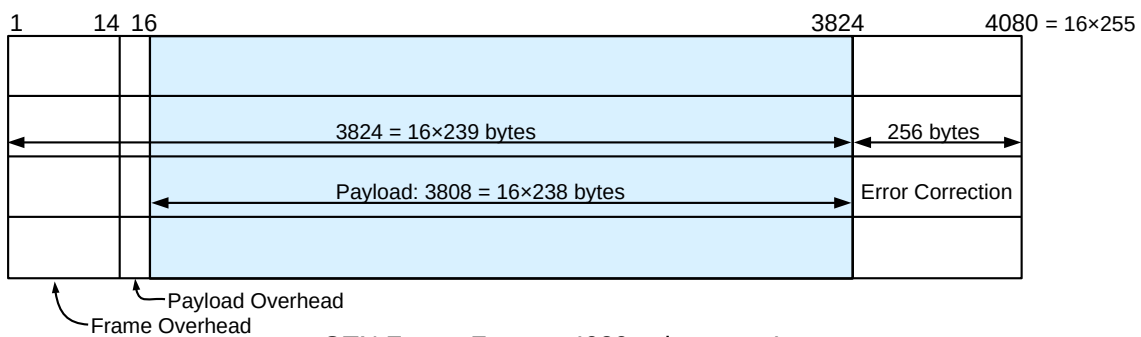 1 14 16 3824 4080 = 16×255
3824 = 16×239 bytes 256 bytes
Payload: 3808 = 16×238 bytes Error Correction
Payload Overhead
Frame Overhead